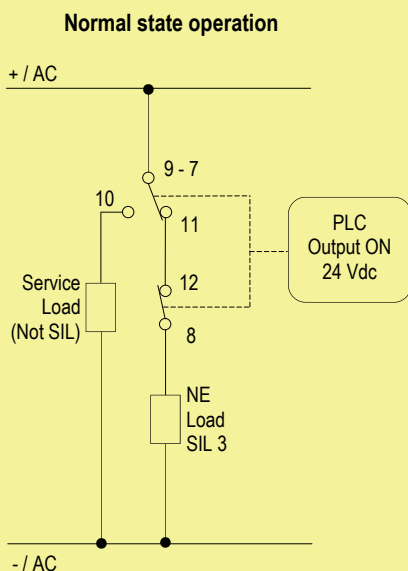 Normal state operation
+ / AC
9 - 7
10
11
PLC
Output ON
24 Vdc
Service
Load
(Not SIL)
12
8
NE
Load
SIL 3
- / AC